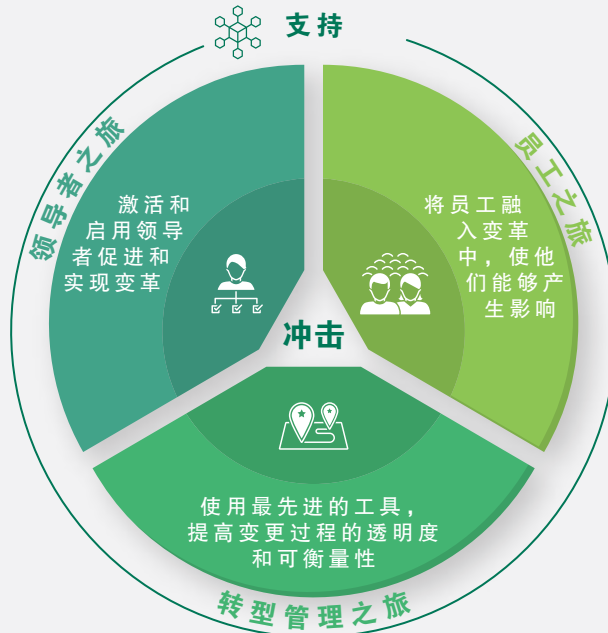 支持
领导者之旅
激活和
启用领导
者促进和
实现变革
员工之旅
将员工融
入变革
中，使他
们能够产
生影响
冲击
使用最先进的工具，
提高变更过程的透明度
和可衡量性
转型管理之旅